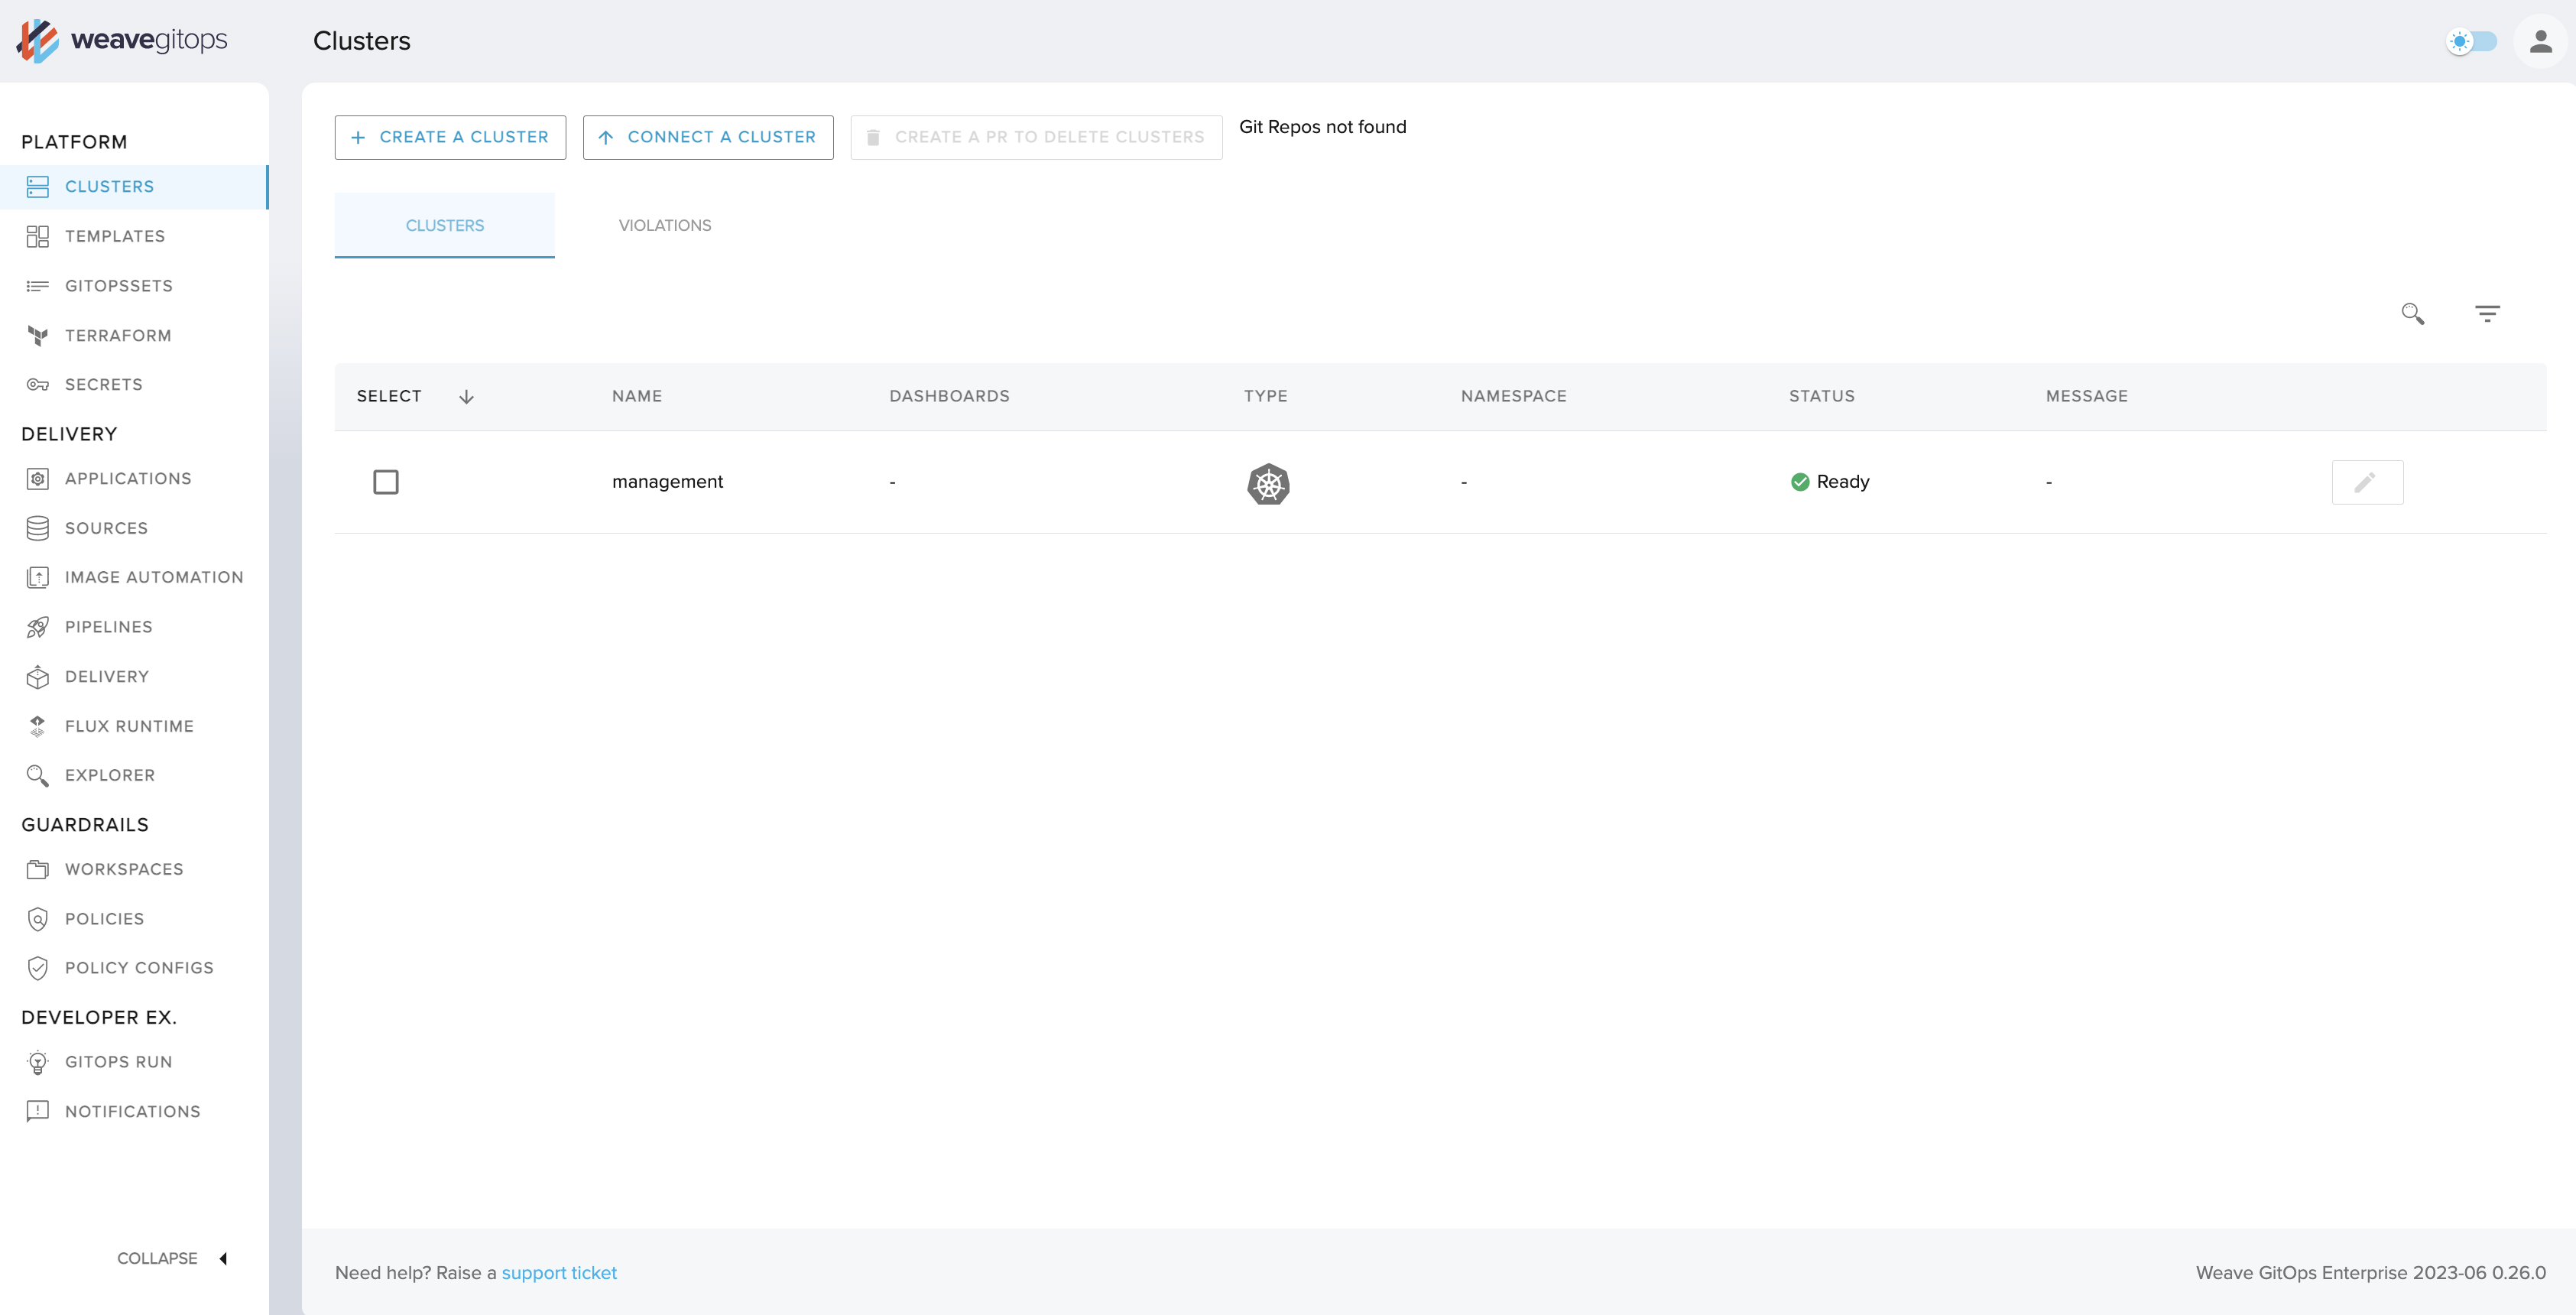 weavegitops
Clusters
PLATFORM
CLUSTERS
TEMPLATES
GITOPSSETS
TERRAFORM
SECRETS
DELIVERY
APPLICATIONS
SOURCES
IMAGE AUTOMATION
PIPELINES
DELIVERY
FLUX RUNTIME
EXPLORER
GUARDRAILS
WORKSPACES
POLICIES
POLICY CONFIGS
DEVELOPER EX.
GITOPS RUN
NOTIFICATIONS
COLLAPSE
CREATE A CLUSTER CONNECT A CLUSTER CREATE A PR TO DELETE CLUSTERS Git Repos not found
CLUSTERS VIOLATIONS
SELECT NAME DASHBOARDS TYPE NAMESPACE STATUS MESSAGE
management - - Ready -
Need help? Raise a support ticket
Weave GitOps Enterprise 2023-06 0.26.0